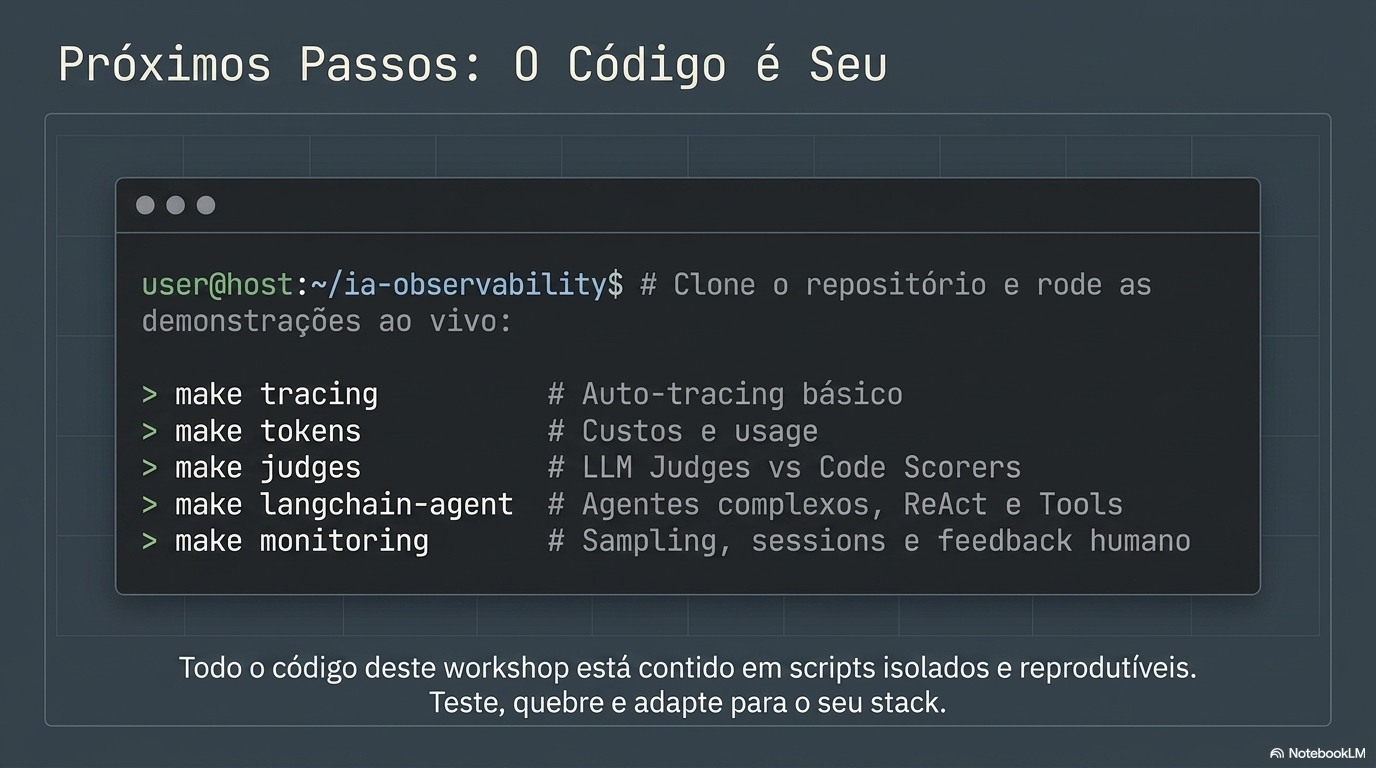 Próximos Passos: O Código é Seu
user@host:~/ia-observability$ # Clone o repositório e rode as
demonstrações ao vivo:
> make tracing # Auto-tracing básico
> make tokens # Custos e usage
> make judges # LLM Judges vs Code Scorers
> make langchain-agent # Agentes complexos, ReAct e Tools
> make monitoring # Sampling, sessions e feedback humano
Todo o código deste workshop está contido em scripts isolados e reprodutíveis.
Teste, quebre e adapte para o seu stack.
NotebookLM